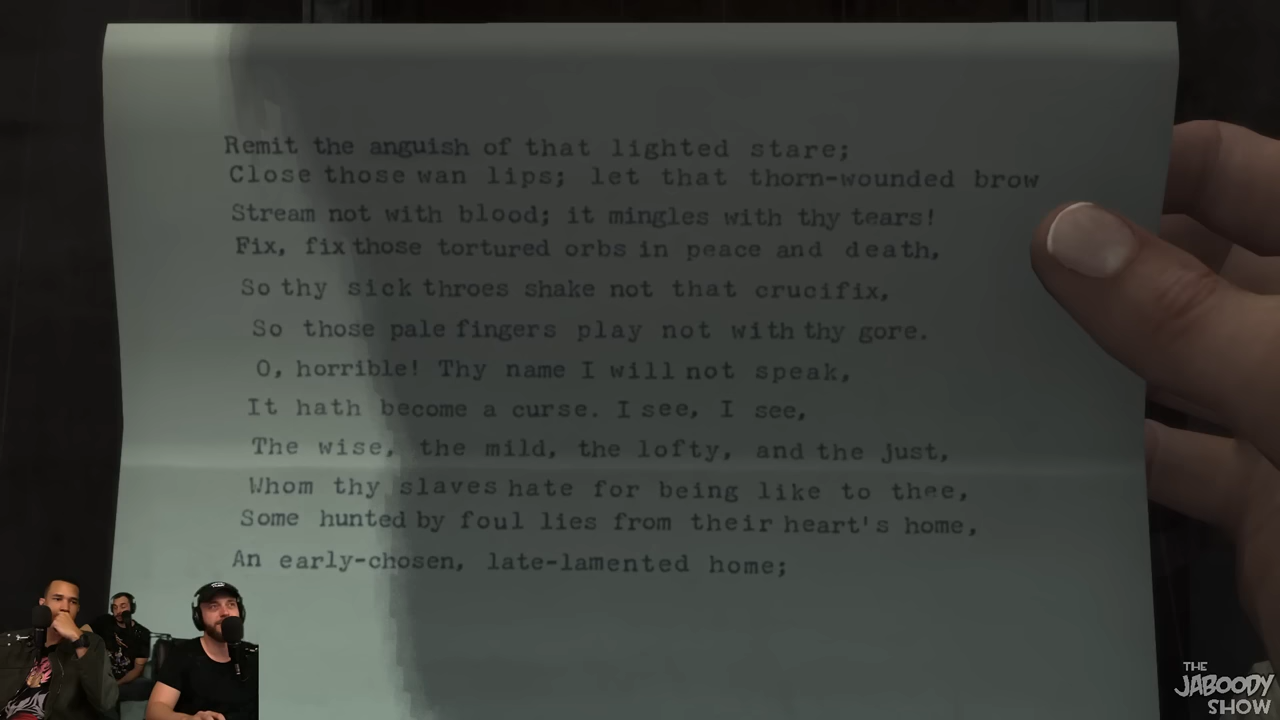 Remit the anguish of that lighted stare;
Close those wan lips; let that thorn-wounded brow
Stream not with blood; it mingles with thy tears!
Fix, fix those tortured orbs in peace and death,
So thy sick throes shake not that crucifix,
So those pale fingers play not with thy gore.
O, horrible! Thy name I will not speak,
It hath become a curse. I see, I see,
The wise, the mild, the lofty, and the just,
Whom thy slaves hate for being like to thee,
Some hunted by foul lies from their heart's home,
An early-chosen, late-lamented home;
THE
JABOODY
SHOW